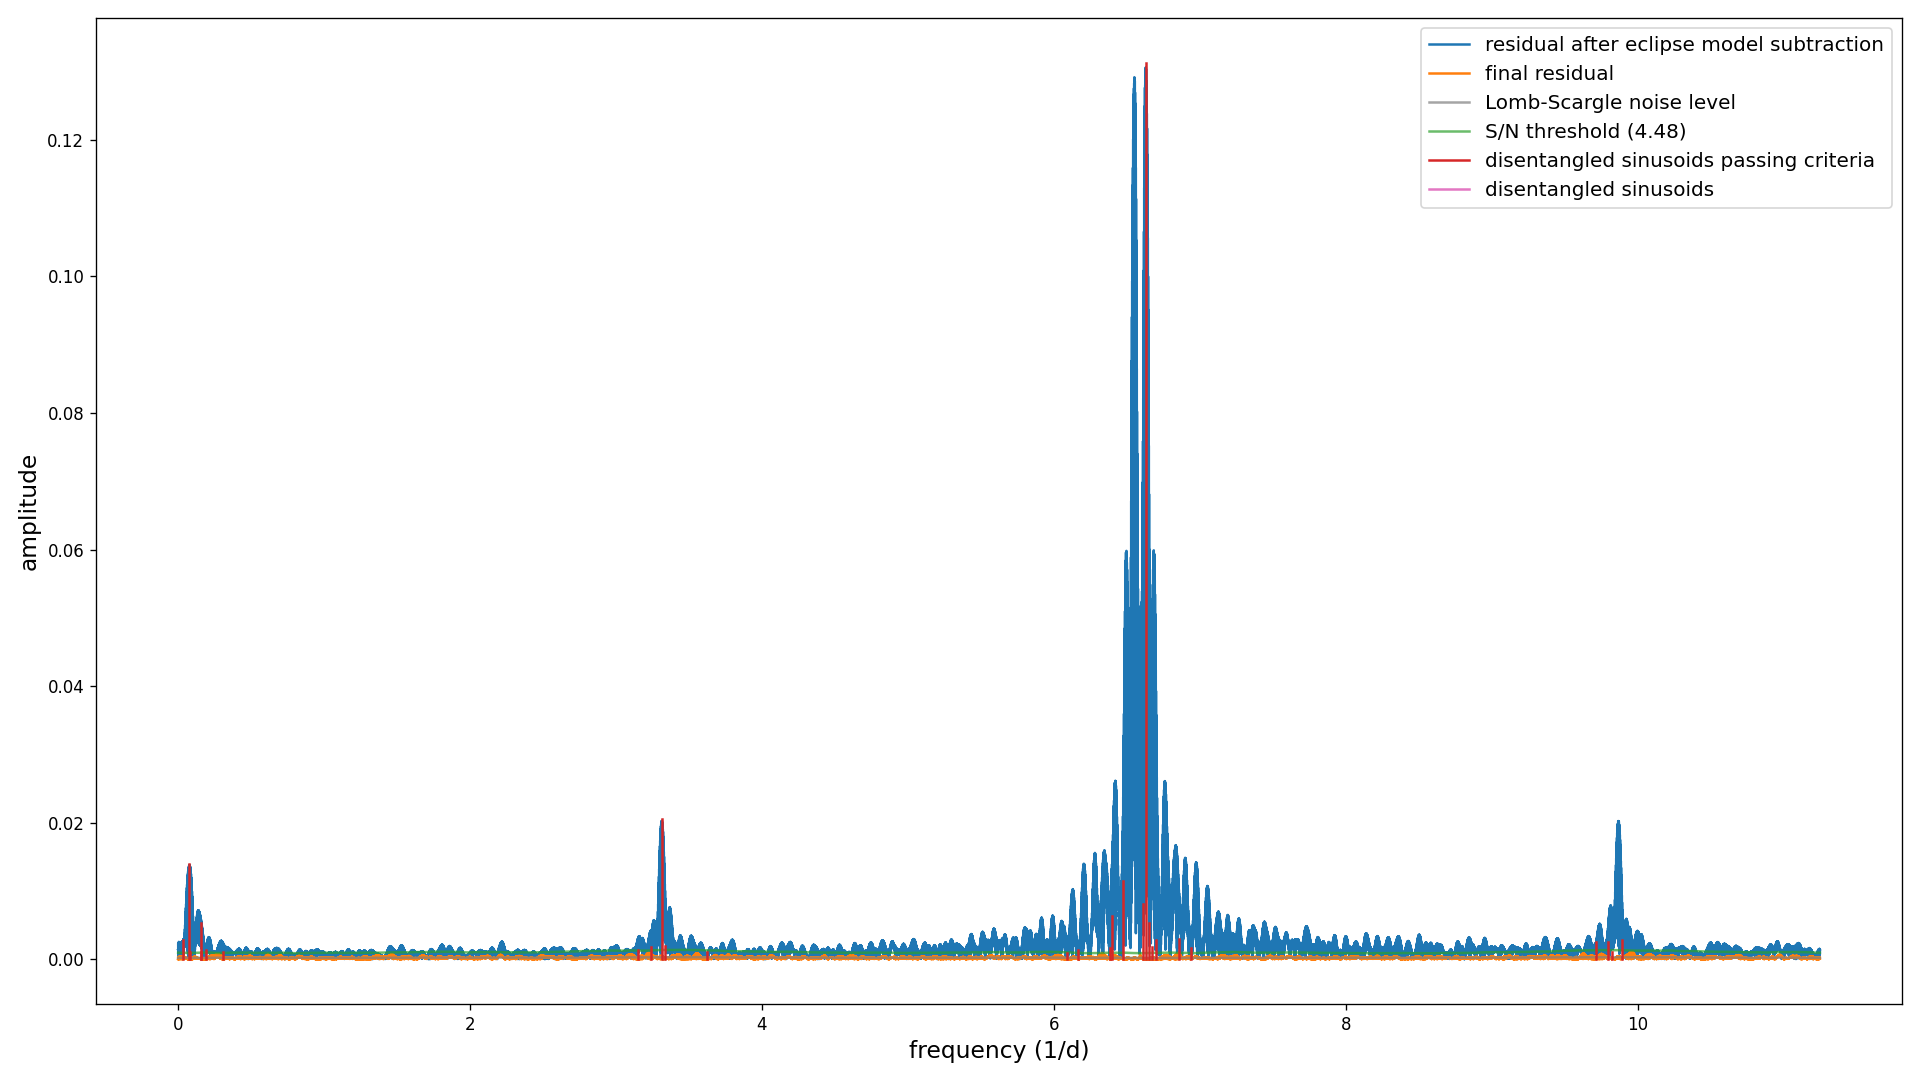 residual after eclipse model subtraction
final residual
Lomb-Scargle noise level
S/N threshold (4.48)
disentangled sinusoids passing criteria
disentangled sinusoids
0.12
0.10
0.08
0.06
0.04
0.02
0.00
amplitude
0 2 4 6 8 10
frequency (1/d)